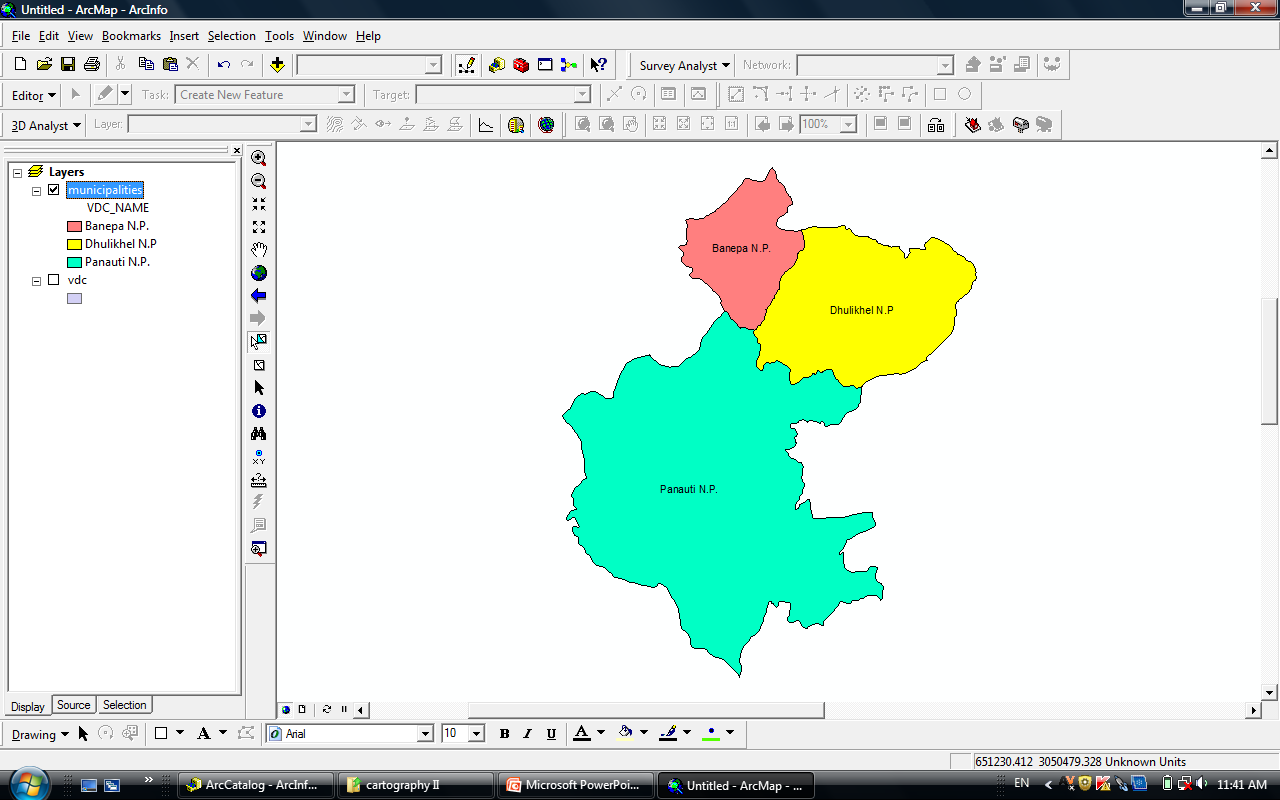 Untitled - ArcMap - ArcInfo
File Edit View Bookmarks Insert Selection Tools Window Help
Survey Analyst Network:
Editor Task: Create New Feature Target:
3D Analyst Layer: 1:1 100%
Layers
municipalities
VDC_NAME
Banepa N.P.
Dhulikhel N.P
Panauti N.P.
vdc
XY
Banepa N.P.
Dhulikhel N.P
Panauti N.P.
Display Source Selection
Drawing A Arial 10 B I U A
651230.412 3050479.328 Unknown Units
ArcCatalog - ArcInf... cartography II Microsoft PowerPoi... Untitled - ArcMap - ... EN 11:41 AM